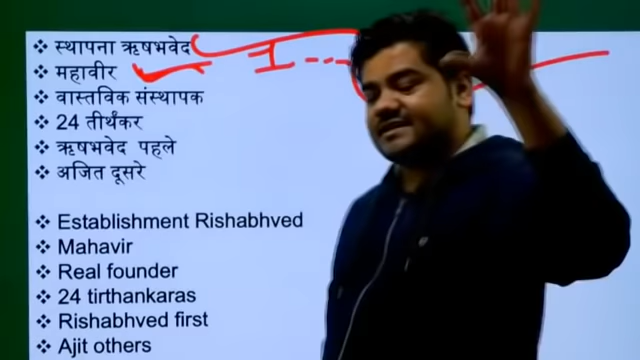 ❖ स्थापना ऋषभवेद
❖ महावीर
❖ वास्तविक संस्थापक
❖ 24 तीर्थंकर
❖ ऋषभवेद पहले
❖ अजित दूसरे
❖ Establishment Rishabhved
❖ Mahavir
❖ Real founder
❖ 24 tirthankaras
❖ Rishabhved first
❖ Ajit others